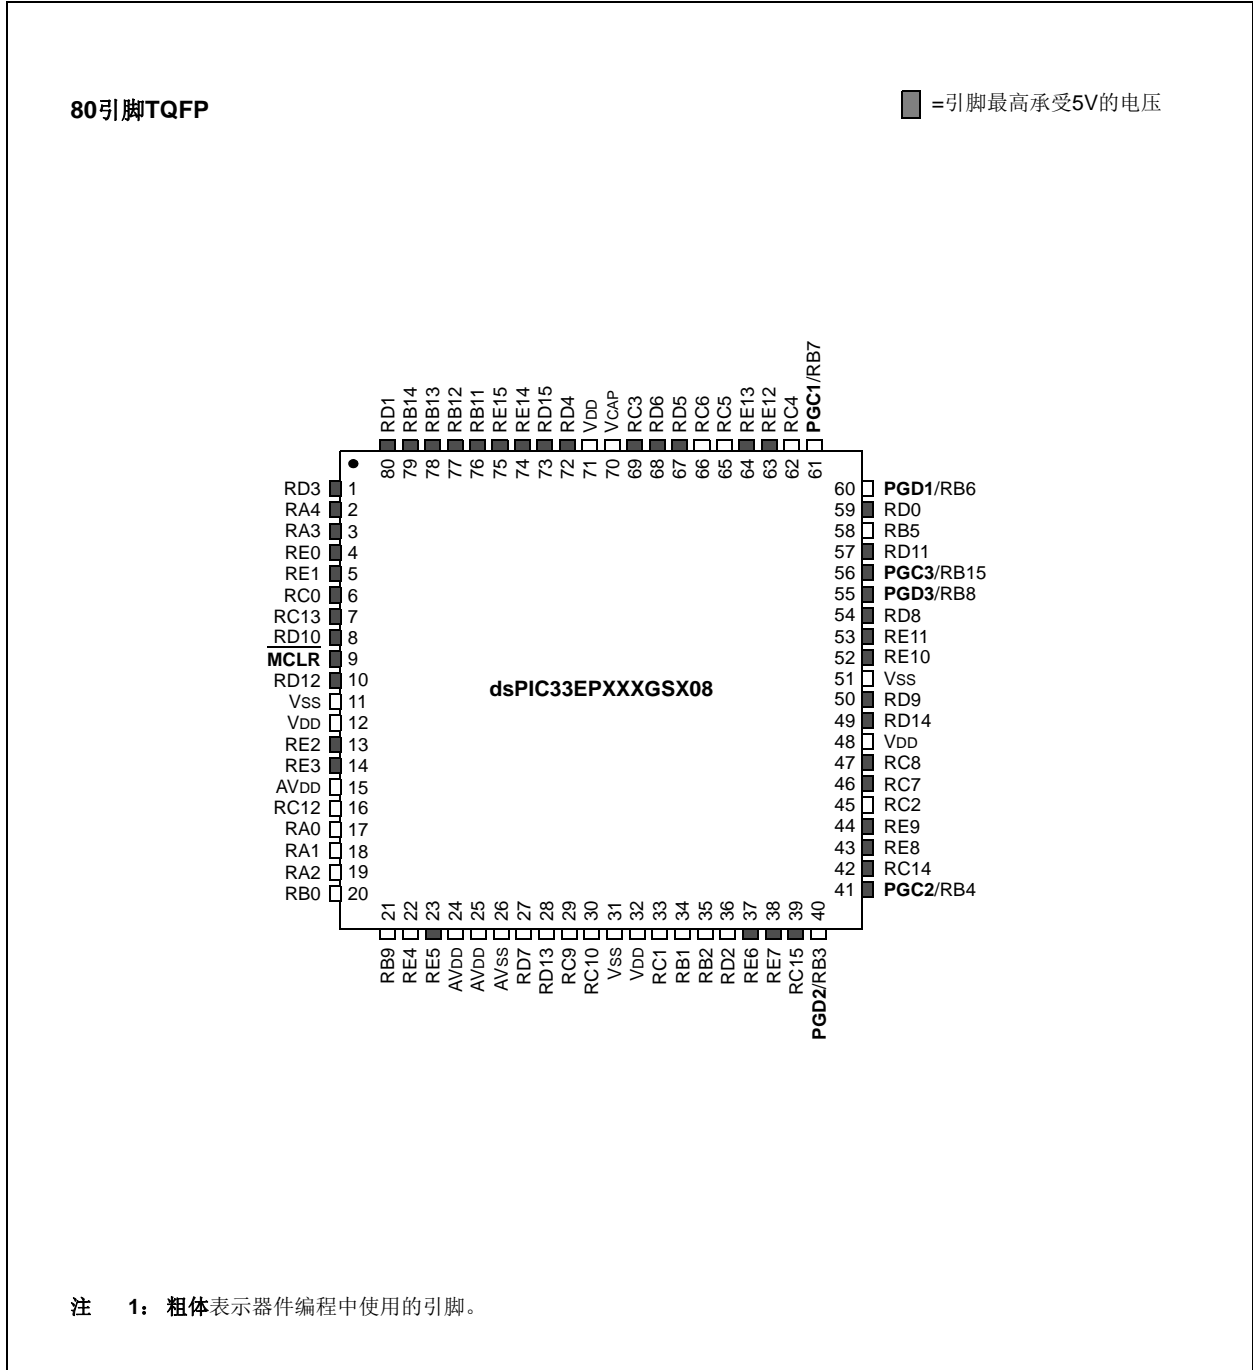 80引脚TQFP
=引脚最高承受5V的电压
RD1 RB14 RB13 RB12 RB11 RE15 RE14 RD15 RD4 VDD VCAP RC3 RD6 RD5 RC6 RC5 RE13 RE12 RC4 PGC1/RB7
80 79 78 77 76 75 74 73 72 71 70 69 68 67 66 65 64 63 62 61
RD3 1
RA4 2
RA3 3
RE0 4
RE1 5
RC0 6
RC13 7
RD10 8
MCLR 9
RD12 10
VSS 11
VDD 12
RE2 13
RE3 14
AVDD 15
RC12 16
RA0 17
RA1 18
RA2 19
RB0 20
dsPIC33EPXXXGSX08
60 PGD1/RB6
59 RD0
58 RB5
57 RD11
56 PGC3/RB15
55 PGD3/RB8
54 RD8
53 RE11
52 RE10
51 VSS
50 RD9
49 RD14
48 VDD
47 RC8
46 RC7
45 RC2
44 RE9
43 RE8
42 RC14
41 PGC2/RB4
21 22 23 24 25 26 27 28 29 30 31 32 33 34 35 36 37 38 39 40
RB9 RE4 RE5 AVDD AVDD AVSS RD7 RD13 RC9 RC10 VSS VDD RC1 RB1 RB2 RD2 RE6 RE7 RC15 PGD2/RB3
注 1： 粗体表示器件编程中使用的引脚。